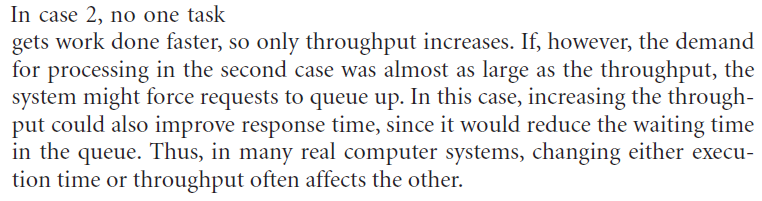 In case 2, no one task
gets work done faster, so only throughput increases. If, however, the demand
for processing in the second case was almost as large as the throughput, the
system might force requests to queue up. In this case, increasing the through-
put could also improve response time, since it would reduce the waiting time
in the queue. Thus, in many real computer systems, changing either execu-
tion time or throughput often affects the other.